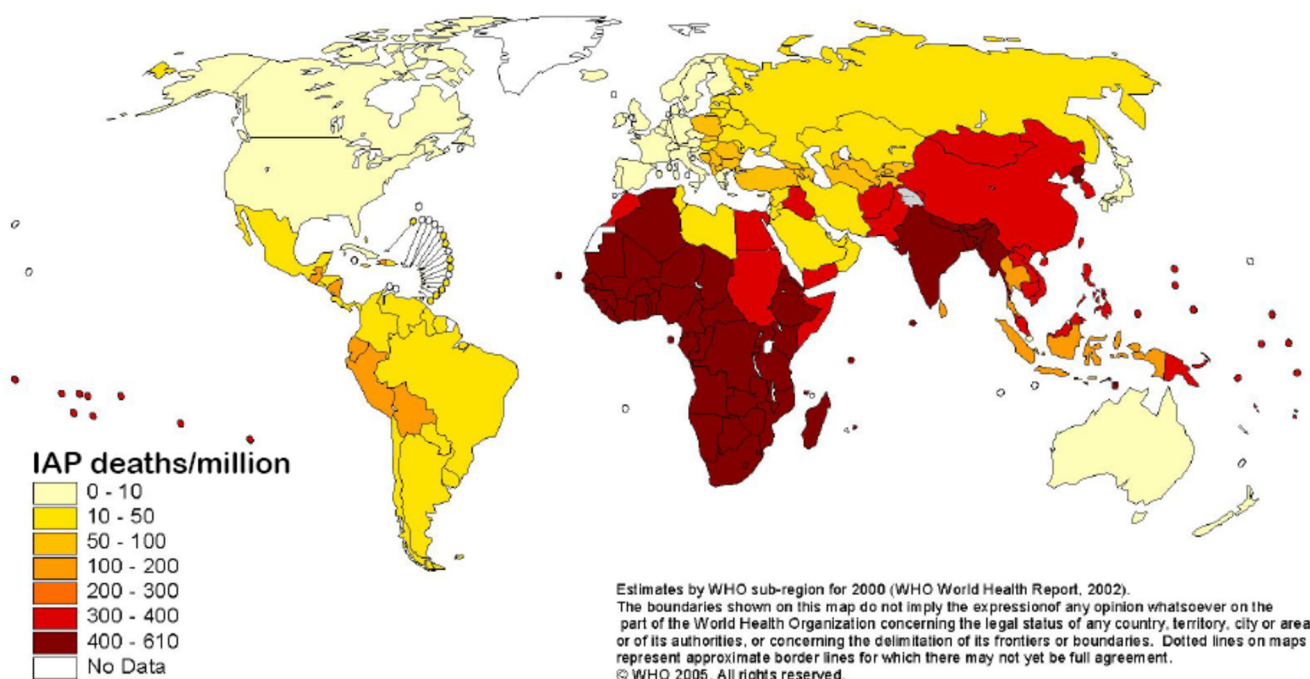 IAP deaths/million
0 - 10
10 - 50
50 - 100
100 - 200
200 - 300
300 - 400
400 - 610
No Data
Estimates by WHO sub-region for 2000 (WHO World Health Report, 2002).
The boundaries shown on this map do not imply the expressionof any opinion whatsoever on the
part of the World Health Organization concerning the legal status of any country, territory, city or area
or of its authorities, or concerning the delimitation of its frontiers or boundaries. Dotted lines on maps
represent approximate border lines for which there may not yet be full agreement.
© WHO 2005. All rights reserved.